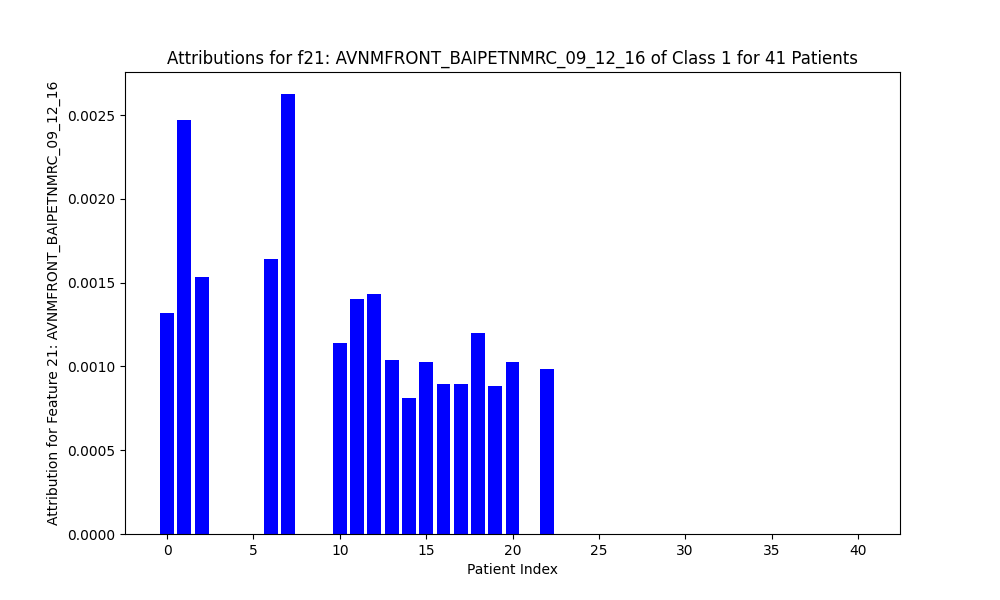 Attributions for f21: AVNMFRONT_BAIPETNMRC_09_12_16 of Class 1 for 41 Patients
Attribution for Feature 21: AVNMFRONT_BAIPETNMRC_09_12_16
0.0025
0.0020
0.0015
0.0010
0.0005
0.0000
0 5 10 15 20 25 30 35 40
Patient Index